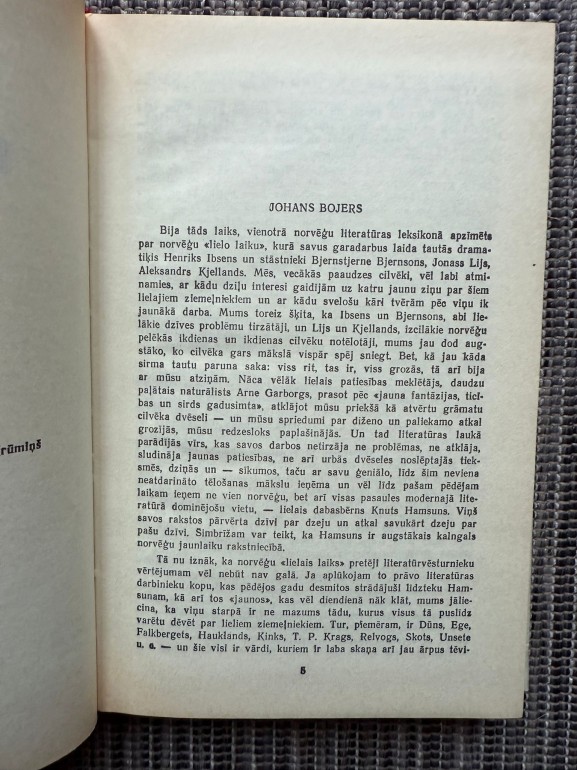 rūmiņš
JOHANS BOJERS
Bija tāds laiks, vienotrā norvēģu literatūras leksikonā apzīmēts
par norvēģu «lielo laiku», kurā savus garadarbus laida tautās drama-
tiķis Henriks Ibsens un stāstnieki Bjernstjerne Bjernsons, Jonass Lijs,
Aleksandrs Kjellands. Mēs, vecākās paaudzes cilvēki, vēl labi atmi-
namies, ar kādu dziļu interesi gaidījām uz katru jaunu ziņu par šiem
lielajiem ziemeļniekiem un ar kādu svelošu kāri tvērām pēc viņu ik
jaunākā darba. Mums toreiz šķita, ka Ibsens un Bjernsons, abi lie-
lākie dzīves problēmu tirzātāji, un Lijs un Kjellands, izcilākie norvēģu
pelēkās ikdienas un ikdienas cilvēku notēlotāji, mums jau dod aug-
stāko, ko cilvēka gars mākslā vispār spēj sniegt. Bet, kā jau kāda
sirma tautu paruna saka: viss rit, tas ir, viss grozās, tā arī bija
ar mūsu atziņām. Nāca vēlāk lielais patiesības meklētājs, daudzu
paļātais naturālists Arne Garborgs, prasot pēc «jauna fantāzijas, ticī-
bas un sirds gadusimta», atklājot mūsu priekšā kā atvērtu grāmatu
cilvēka dvēseli — un mūsu spriedumi par diženo un paliekamo atkal
grozījās, mūsu redzesloks paplašinājās. Un tad literatūras laukā
parādījās vīrs, kas savos darbos netirzāja ne problēmas, ne atklāja,
sludināja jaunas patiesības, ne arī urbās dvēseles noslēptajās tiek-
smēs, dziņās un — sīkumos, taču ar savu ģeniālo, līdz šim neviena
neatdarināto tēlošanas mākslu ieņēma un vēl līdz pašam pēdējam
laikam ieņem ne vien norvēģu, bet arī visas pasaules modernajā lite-
ratūrā dominējošu vietu, — lielais dabasbērns Knuts Hamsuns. Viņš
savos rakstos pārvērta dzīvi par dzeju un atkal savukārt dzeju par
pašu dzīvi. Simbrīžam var teikt, ka Hamsuns ir augstākais kalngals
norvēģu jaunlaiku rakstniecībā.
Tā nu iznāk, ka norvēģu «lielais laiks» pretēji literatūrvēsturnieku
vērtējumam vēl nebūt nav galā. Ja aplūkojam to prāvo literatūras
darbinieku kopu, kas pēdējos gadu desmitos strādājuši līdzteku Ham-
sunam, kā arī tos «jaunos», kas vēl diendienā nāk klāt, mums jālie-
cina, ka viņu starpā ir ne mazums tādu, kurus visus tā puslīdz
varētu dēvēt par lieliem ziemeļniekiem. Tur, piemēram, ir Dūns, Ege,
Falkbergets, Hauklands, Kinks, T. P. Krags, Relvogs, Skots, Unsete
u. a. — un šie visi ir vārdi, kuriem ir laba skaņa arī jau ārpus tēvi-
5